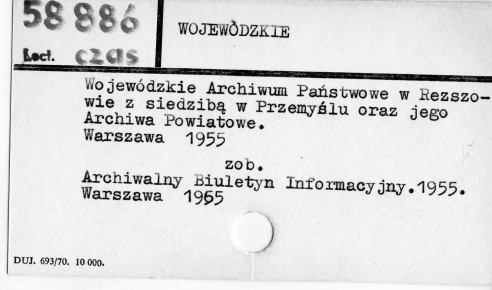 58 886
WOJEWÓDZKIE
Łącz. czas
Wojewódzkie Archiwum Państwowe w Rezszo-
wie z siedzibą w Przemyślu oraz jego
Archiwa Powiatowe.
Warszawa 1955
zob.
Archiwalny Biuletyn Informacyjny.1955.
Warszawa 1955
DUJ. 693/70. 10 000.